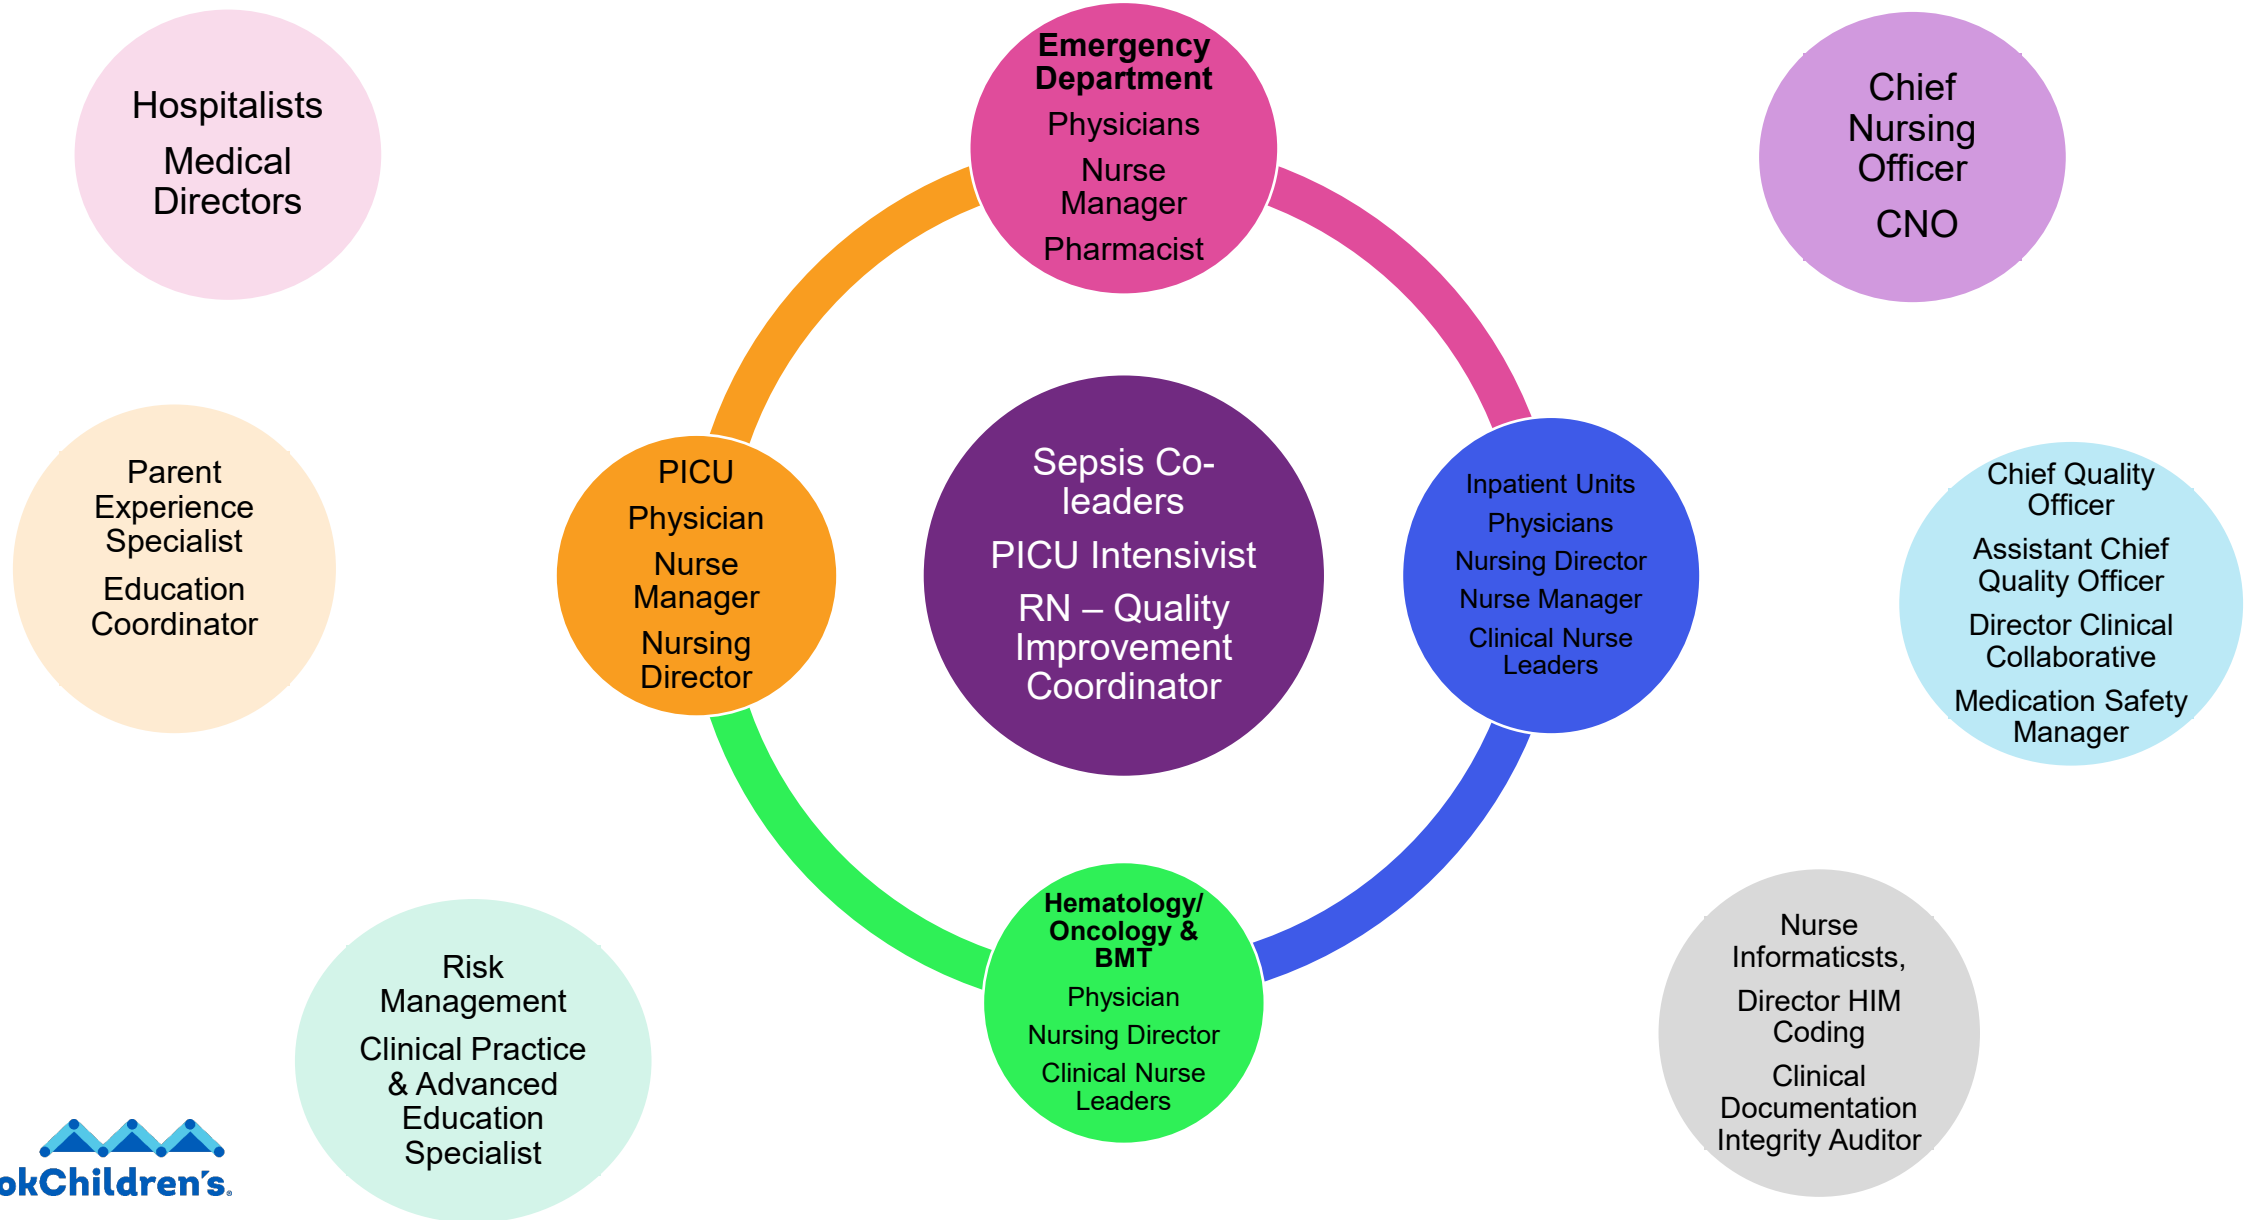 Hospitalists
Medical
Directors
Emergency
Department
Physicians
Nurse
Manager
Pharmacist
Chief
Nursing
Officer
CNO
Parent
Experience
Specialist
Education
Coordinator
PICU
Physician
Nurse
Manager
Nursing
Director
Sepsis Co-
leaders
PICU Intensivist
RN – Quality
Improvement
Coordinator
Inpatient Units
Physicians
Nursing Director
Nurse Manager
Clinical Nurse
Leaders
Chief Quality
Officer
Assistant Chief
Quality Officer
Director Clinical
Collaborative
Medication Safety
Manager
Risk
Management
Clinical Practice
& Advanced
Education
Specialist
Hematology/
Oncology &
BMT
Physician
Nursing Director
Clinical Nurse
Leaders
Nurse
Informaticsts,
Director HIM
Coding
Clinical
Documentation
Integrity Auditor
okChildren's®